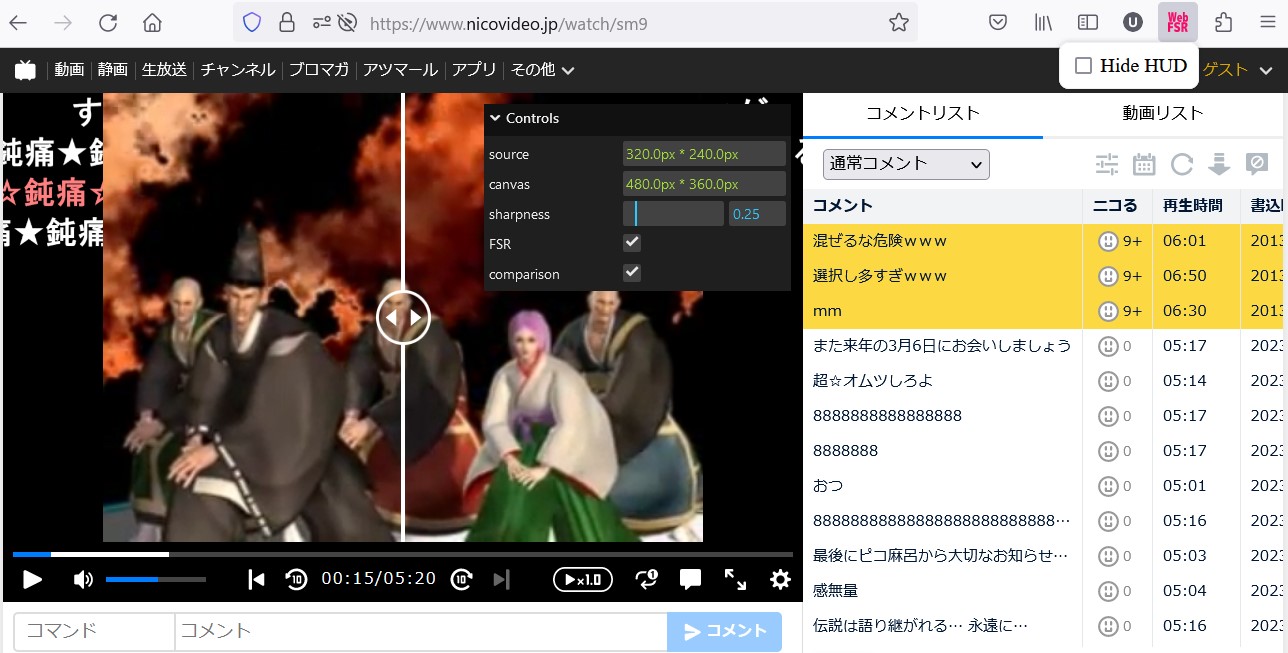 https://www.nicovideo.jp/watch/sm9
U
Web
FSR
Hide HUD
動画 静画 生放送 チャンネル ブロマガ アツマール アプリ その他
ゲスト
す
鈍痛★
☆鈍痛☆
★鈍痛
Controls
source 320.0px * 240.0px
canvas 480.0px * 360.0px
sharpness 0.25
FSR
comparison
10 00:15/05:20 10 x1.0 1
コマンド コメント コメント
コメントリスト 動画リスト
通常コメント
コメント ニコる 再生時間 書込
混ぜるな危険ｗｗｗ 9+ 06:01 2013
選択し多すぎｗｗｗ 9+ 06:50 2013
mm 9+ 06:30 2013
また来年の3月6日にお会いしましょう 0 05:17 2023
超☆オムツしろよ 0 05:14 2023
8888888888888888 0 05:17 2023
8888888 0 05:17 2023
おつ 0 05:01 2023
88888888888888888888888888… 0 05:16 2023
最後にピコ麻呂から大切なお知らせ… 0 05:03 2023
感無量 0 05:04 2023
伝説は語り継がれる… 永遠に… 0 05:16 2023